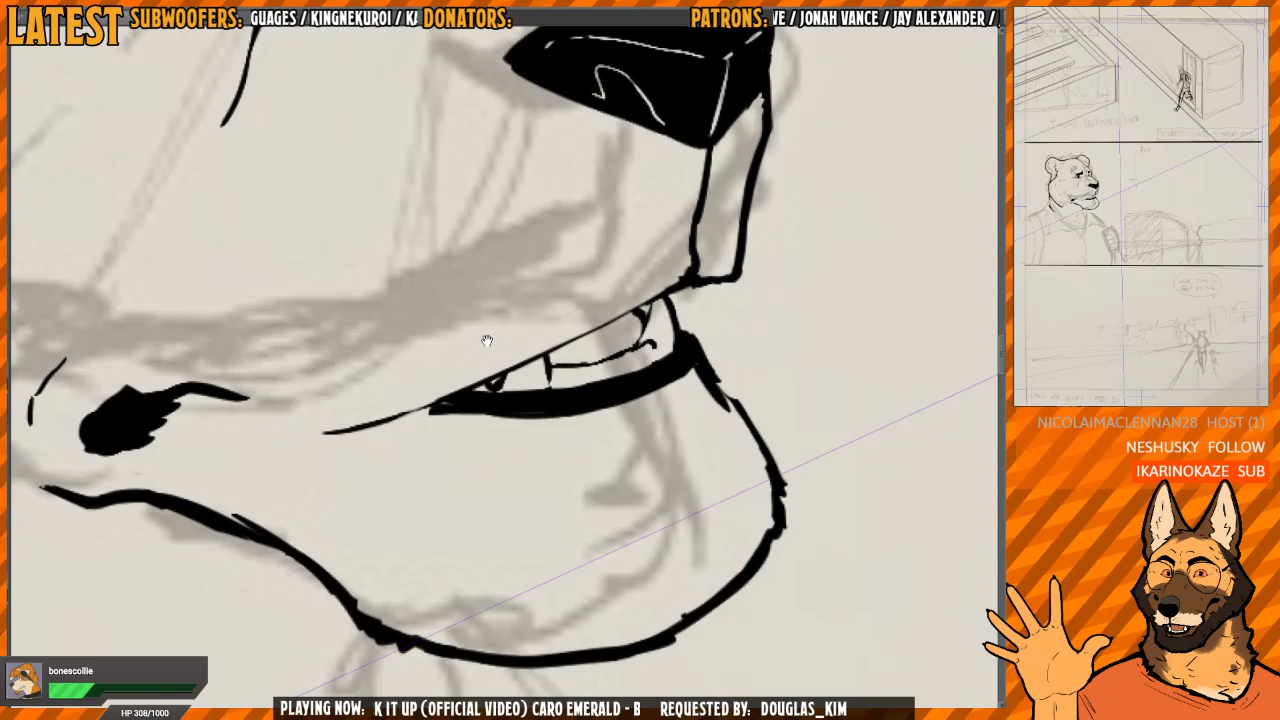 LATEST SUBWOOFERS: GUAGES / KINGNEKUROI / K DONATORS: PATRONS: VE / JONAH VANCE / JAY ALEXANDER /
NICOLAIMACLENNAN28 HOST (1)
NESHUSKY FOLLOW
IKARINOKAZE SUB
bonescollie
HP 308/1000
PLAYING NOW: K IT UP (OFFICIAL VIDEO) CARO EMERALD - B REQUESTED BY: DOUGLAS_KIM